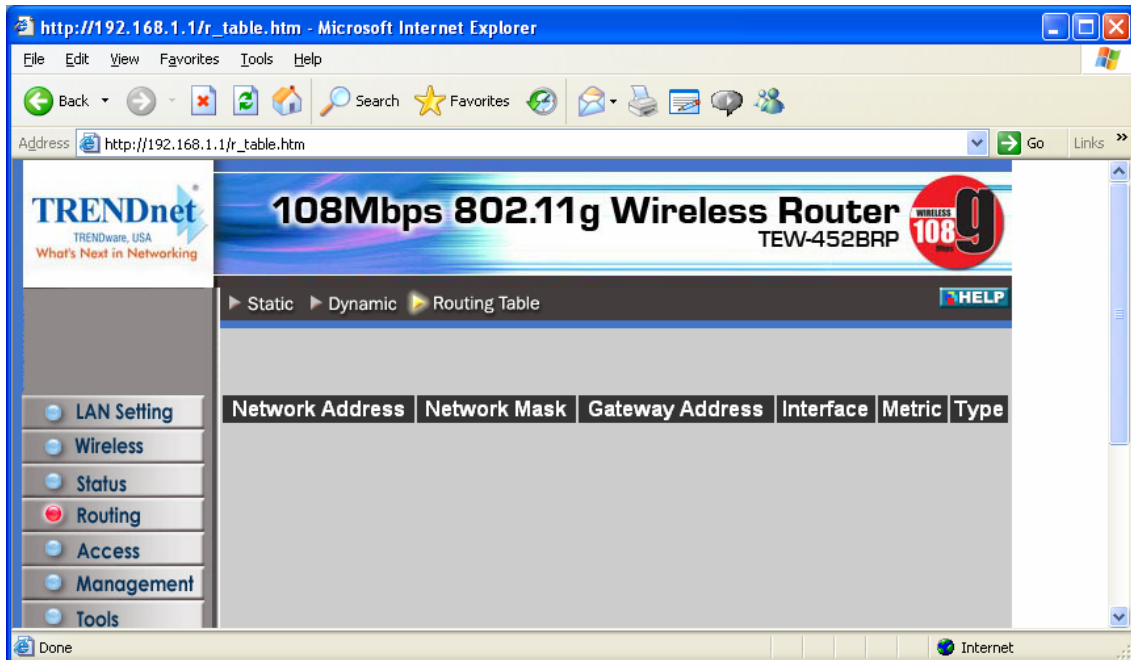 http://192.168.1.1/r_table.htm - Microsoft Internet Explorer
File Edit View Favorites Tools Help
Back Search Favorites
Address http://192.168.1.1/r_table.htm Go Links »
TRENDnet
TRENDware, USA
What's Next in Networking
108Mbps 802.11g Wireless Router
TEW-452BRP
WIRELESS
108
Mbps
g
Static Dynamic Routing Table HELP
LAN Setting
Wireless
Status
Routing
Access
Management
Tools
Network Address Network Mask Gateway Address Interface Metric Type
Done Internet